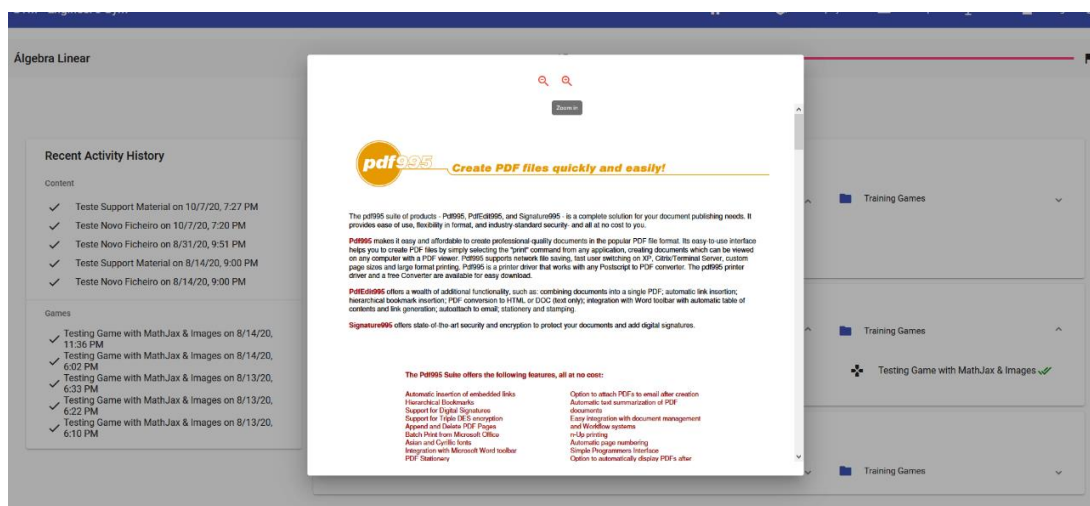 Álgebra Linear
Recent Activity History
Content
Teste Support Material on 10/7/20, 7:27 PM
Teste Novo Ficheiro on 10/7/20, 7:20 PM
Teste Novo Ficheiro on 8/31/20, 9:51 PM
Teste Support Material on 8/14/20, 9:00 PM
Teste Novo Ficheiro on 8/14/20, 9:00 PM
Games
Testing Game with MathJax & Images on 8/14/20,
11:36 PM
Testing Game with MathJax & Images on 8/14/20,
6:02 PM
Testing Game with MathJax & Images on 8/13/20,
6:33 PM
Testing Game with MathJax & Images on 8/13/20,
6:22 PM
Testing Game with MathJax & Images on 8/13/20,
6:10 PM
Zoom in
pdf995
Create PDF files quickly and easily!
The pdf995 suite of products - Pdf995, PdfEdit995, and Signature995 - is a complete solution for your document publishing needs. It
provides ease of use, flexibility in format, and industry-standard security- and all at no cost to you.
Pdf995 makes it easy and affordable to create professional-quality documents in the popular PDF file format. Its easy-to-use interface
helps you to create PDF files by simply selecting the "print" command from any application, creating documents which can be viewed
on any computer with a PDF viewer. Pdf995 supports network file saving, fast user switching on XP, Citrix/Terminal Server, custom
page sizes and large format printing. Pdf995 is a printer driver that works with any Postscript to PDF converter. The pdf995 printer
driver and a free Converter are available for easy download.
PdfEdit995 offers a wealth of additional functionality, such as: combining documents into a single PDF; automatic link insertion;
hierarchical bookmark insertion; PDF conversion to HTML or DOC (text only); integration with Word toolbar with automatic table of
contents and link generation; autoattach to email; stationery and stamping.
Signature995 offers state-of-the-art security and encryption to protect your documents and add digital signatures.
The Pdf995 Suite offers the following features, all at no cost:
Automatic insertion of embedded links
Hierarchical Bookmarks
Support for Digital Signatures
Support for Triple DES encryption
Append and Delete PDF Pages
Batch Print from Microsoft Office
Asian and Cyrillic fonts
Integration with Microsoft Word toolbar
PDF Stationery
Option to attach PDFs to email after creation
Automatic text summarization of PDF
documents
Easy integration with document management
and Workflow systems
n-Up printing
Automatic page numbering
Simple Programmers Interface
Option to automatically display PDFs after
Training Games
Training Games
Testing Game with MathJax & Images
Training Games